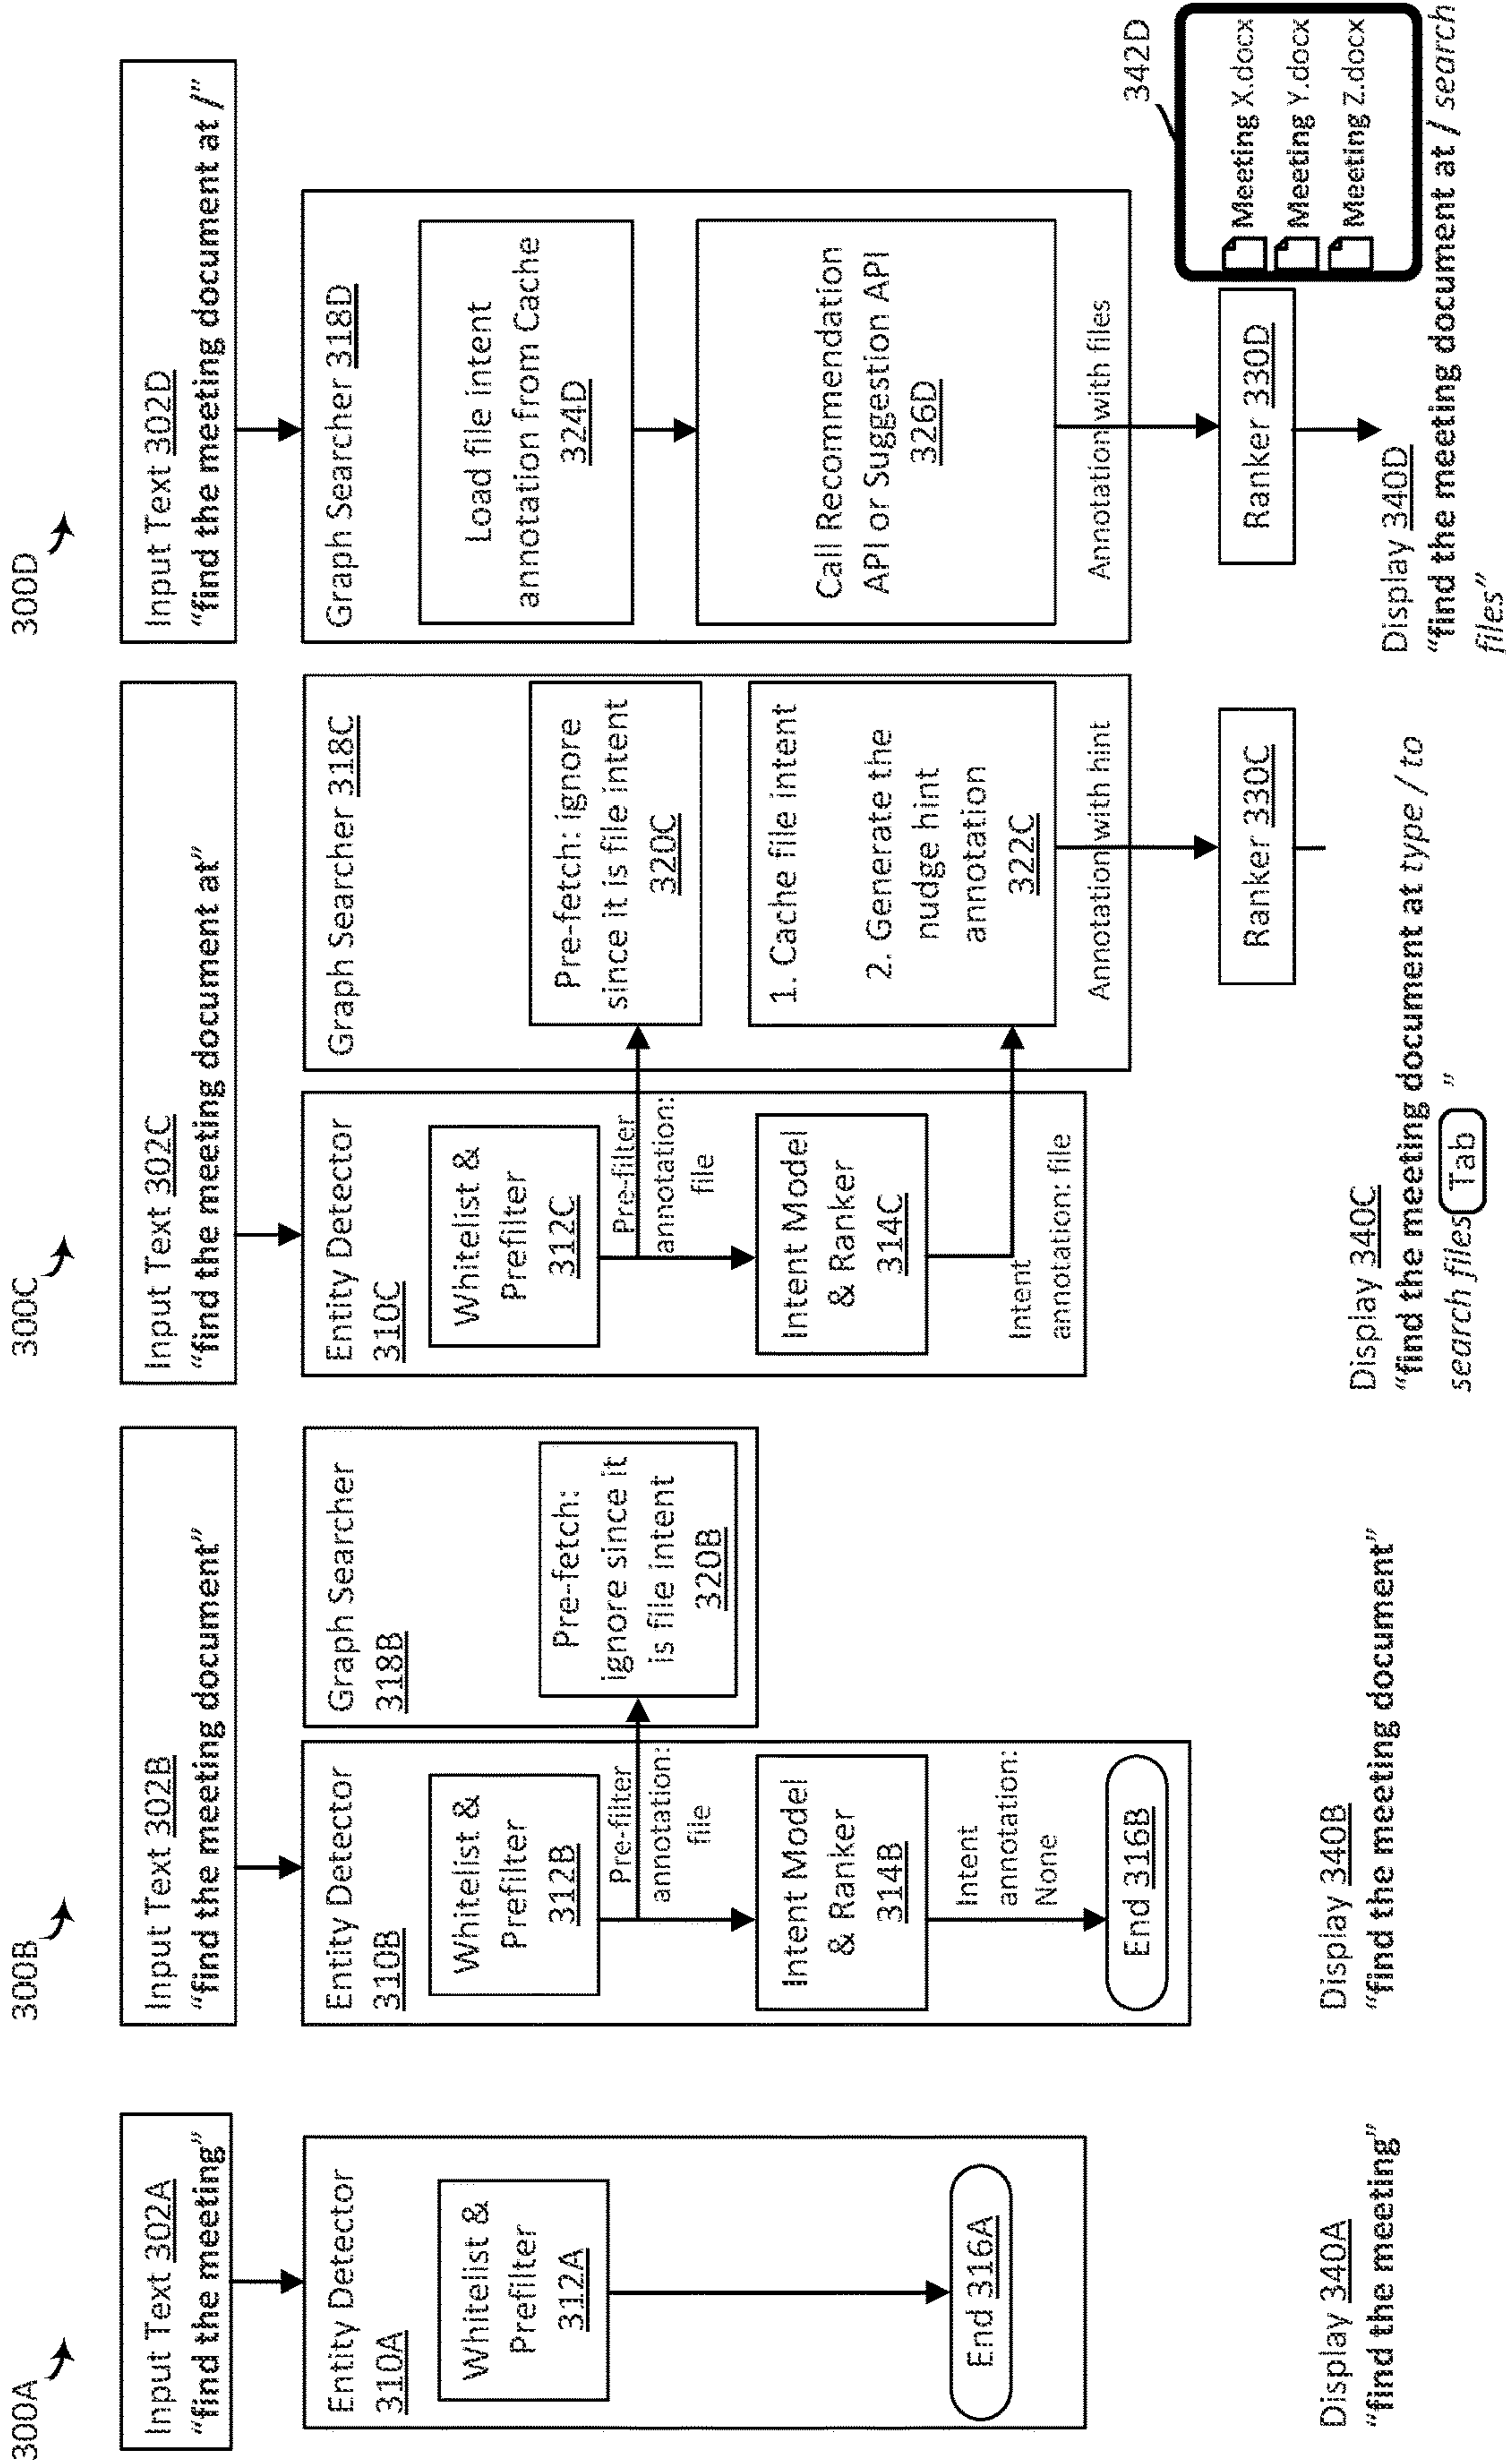 300A
Input Text 302A
“find the meeting”
Entity Detector
310A
Whitelist &
Prefilter
312A
End 316A
Display 340A
“find the meeting”
300B
Input Text 302B
“find the meeting document”
Entity Detector
310B
Whitelist &
Prefilter
312B
Pre-filter
annotation:
file
Intent Model
& Ranker
314B
Intent
annotation:
None
End 316B
Graph Searcher
318B
Pre-fetch:
ignore since it
is file intent
320B
Display 340B
“find the meeting document”
300C
Input Text 302C
“find the meeting document at”
Entity Detector
310C
Whitelist &
Prefilter
312C
Pre-filter
annotation:
file
Intent Model
& Ranker
314C
Intent
annotation: file
Graph Searcher 318C
Pre-fetch: ignore
since it is file intent
320C
1. Cache file intent
2. Generate the
nudge hint
annotation
322C
Annotation with hint
Ranker 330C
Display 340C
“find the meeting document at type / to
search files Tab ”
300D
Input Text 302D
“find the meeting document at /”
Graph Searcher 318D
Load file intent
annotation from Cache
324D
Call Recommendation
API or Suggestion API
326D
Annotation with files
Ranker 330D
342D
Meeting X.docx
Meeting Y.docx
Meeting Z.docx
Display 340D
“find the meeting document at / search
files”